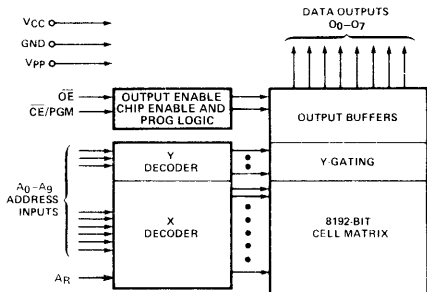 DATA OUTPUTS
O0–O7
VCC
GND
VPP
OE
CE/PGM
OUTPUT ENABLE
CHIP ENABLE AND
PROG LOGIC
OUTPUT BUFFERS
A0–A9
ADDRESS
INPUTS
Y
DECODER
Y-GATING
X
DECODER
8192-BIT
CELL MATRIX
AR